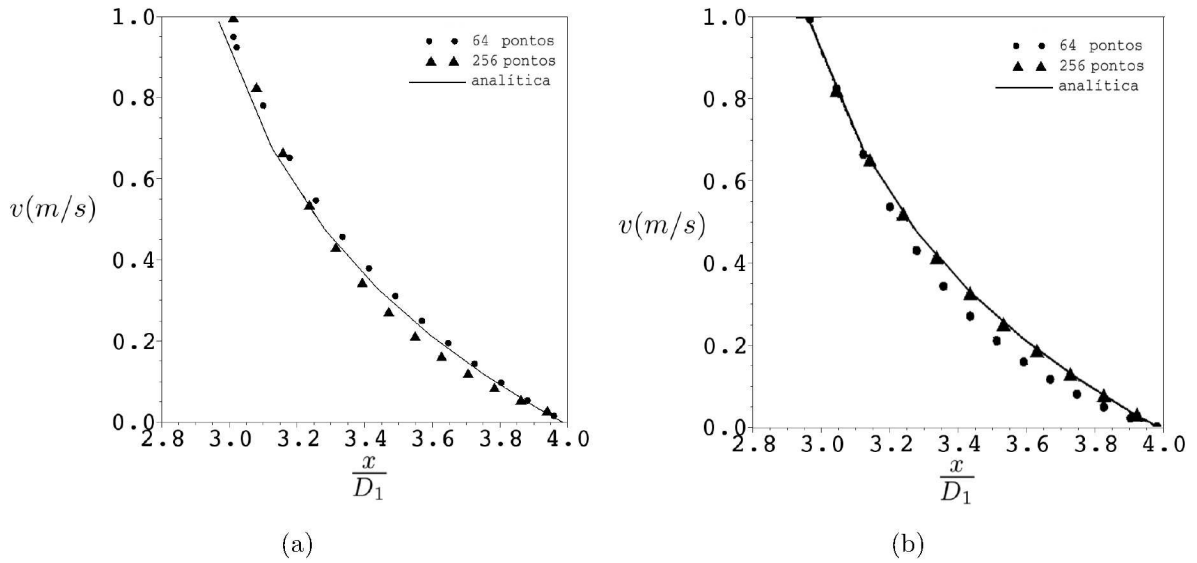 1.0
0.8
0.6
0.4
0.2
0.0
v(m/s)
2.8 3.0 3.2 3.4 3.6 3.8 4.0
x
D1
64 pontos
256 pontos
analítica
(a)
1.0
0.8
0.6
0.4
0.2
0.0
v(m/s)
2.8 3.0 3.2 3.4 3.6 3.8 4.0
x
D1
64 pontos
256 pontos
analítica
(b)